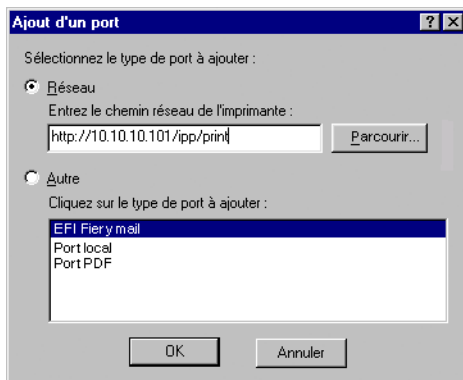 Ajout d'un port
Sélectionnez le type de port à ajouter :
Réseau
Entrez le chemin réseau de l'imprimante :
http://10.10.10.101/ipp/print
Parcourir...
Autre
Cliquez sur le type de port à ajouter :
EFI Fiery mail
Port local
Port PDF
OK
Annuler